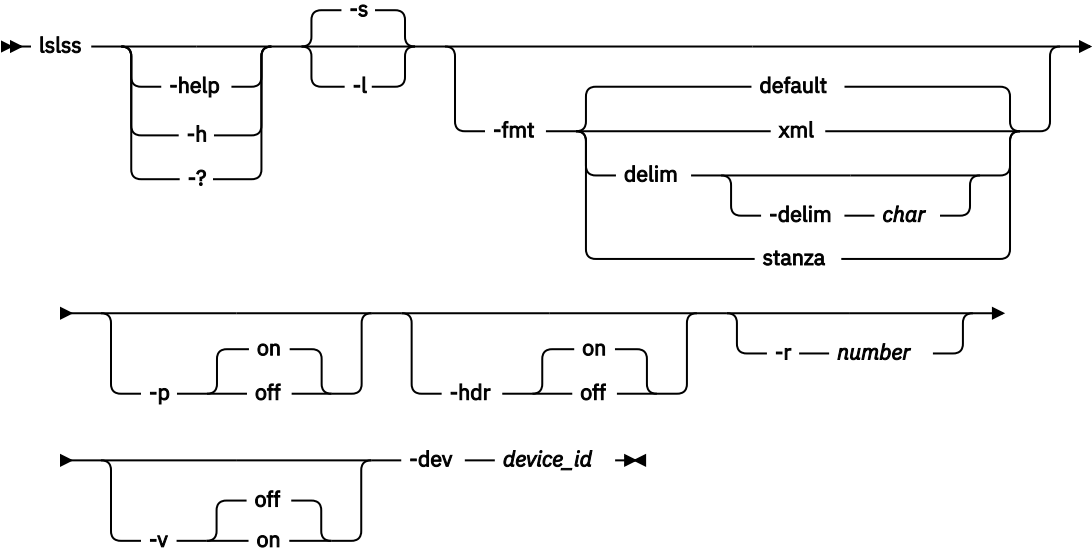 -s
lslss
-help -l default
-h -fmt xml
-? delim
-delim char
stanza
on on
-r number
-p off -hdr off
-dev device_id
off
-v on